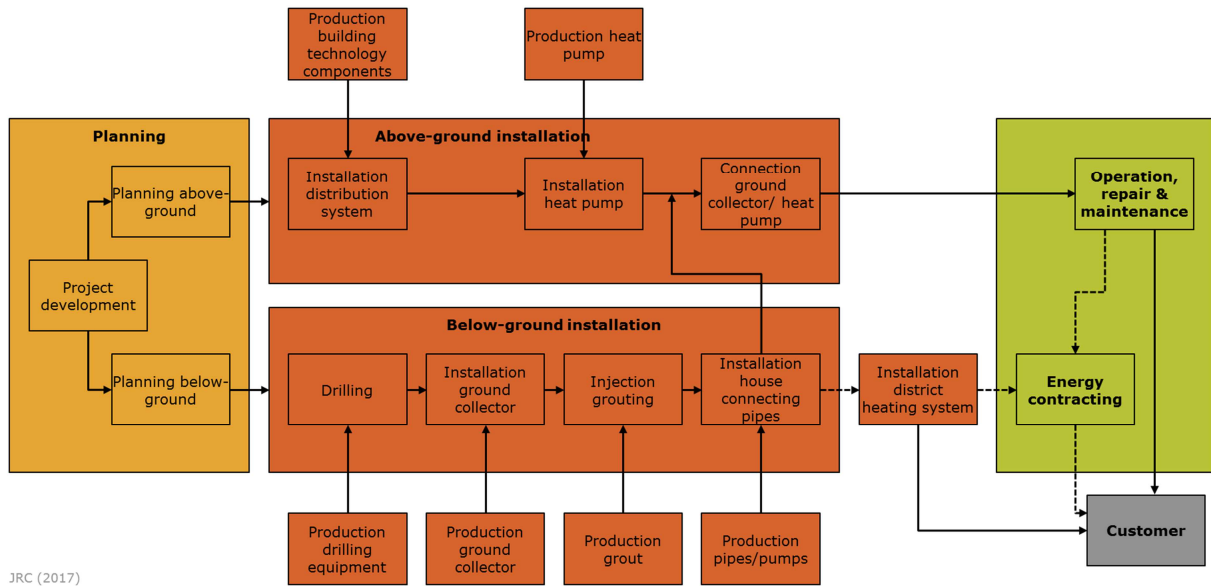 Production
building
technology
components
Production heat
pump
Planning
Above-ground installation
Planning above-
ground
Installation
distribution
system
Installation
heat pump
Connection
ground
collector/ heat
pump
Operation,
repair &
maintenance
Project
development
Below-ground installation
Planning below-
ground
Drilling
Installation
ground
collector
Injection
grouting
Installation
house
connecting
pipes
Installation
district
heating system
Energy
contracting
Production
drilling
equipment
Production
ground
collector
Production
grout
Production
pipes/pumps
Customer
JRC (2017)